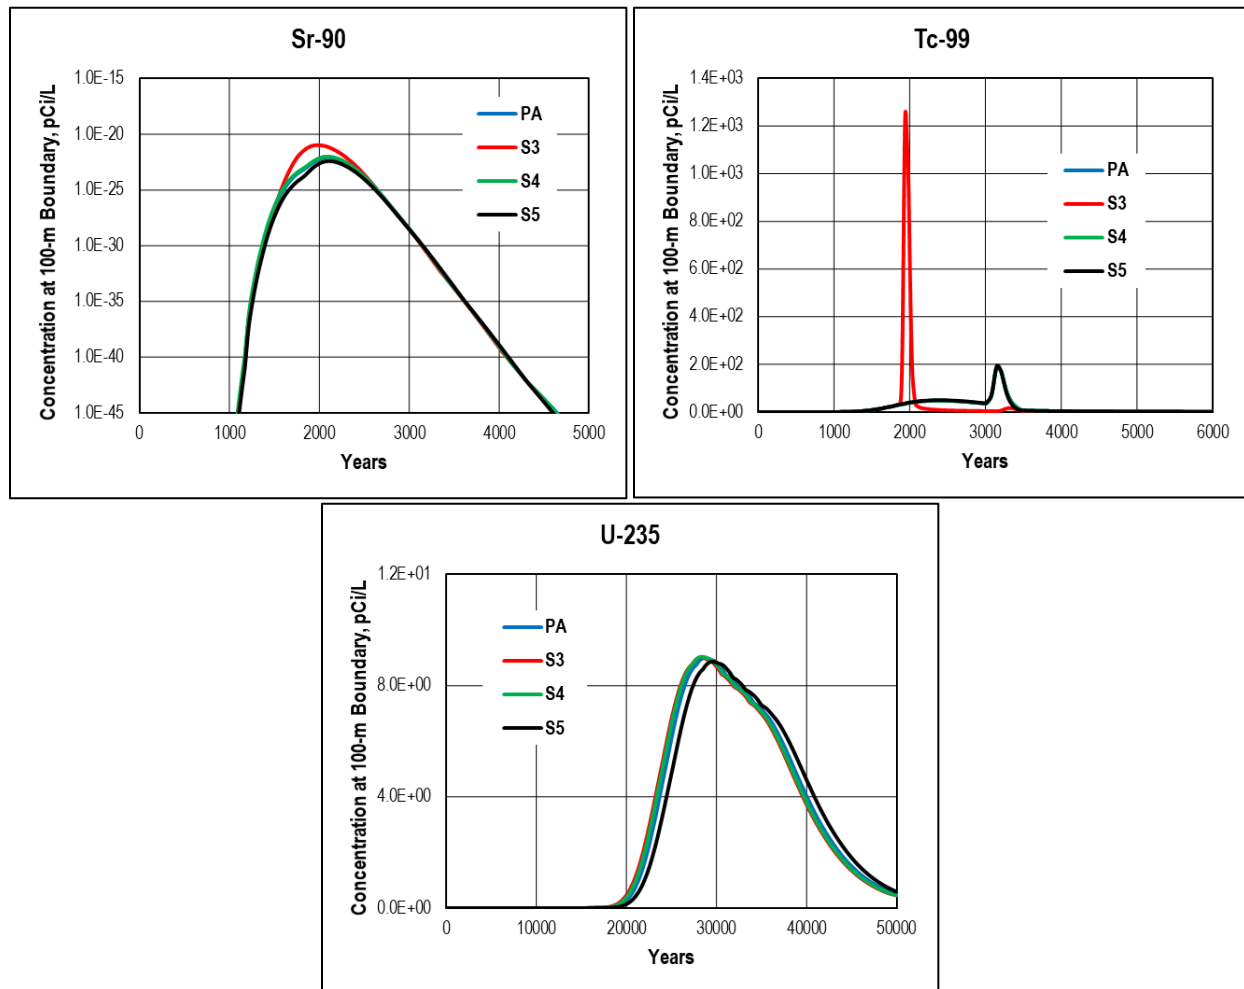 Sr-90
Concentration at 100-m Boundary, pCi/L
1.0E-15
1.0E-20
1.0E-25
1.0E-30
1.0E-35
1.0E-40
1.0E-45
PA
S3
S4
S5
0 1000 2000 3000 4000 5000
Years
Tc-99
Concentration at 100-m Boundary, pCi/L
1.4E+03
1.2E+03
1.0E+03
8.0E+02
6.0E+02
4.0E+02
2.0E+02
0.0E+00
PA
S3
S4
S5
0 1000 2000 3000 4000 5000 6000
Years
U-235
Concentration at 100-m Boundary, pCi/L
1.2E+01
8.0E+00
4.0E+00
0.0E+00
PA
S3
S4
S5
0 10000 20000 30000 40000 50000
Years